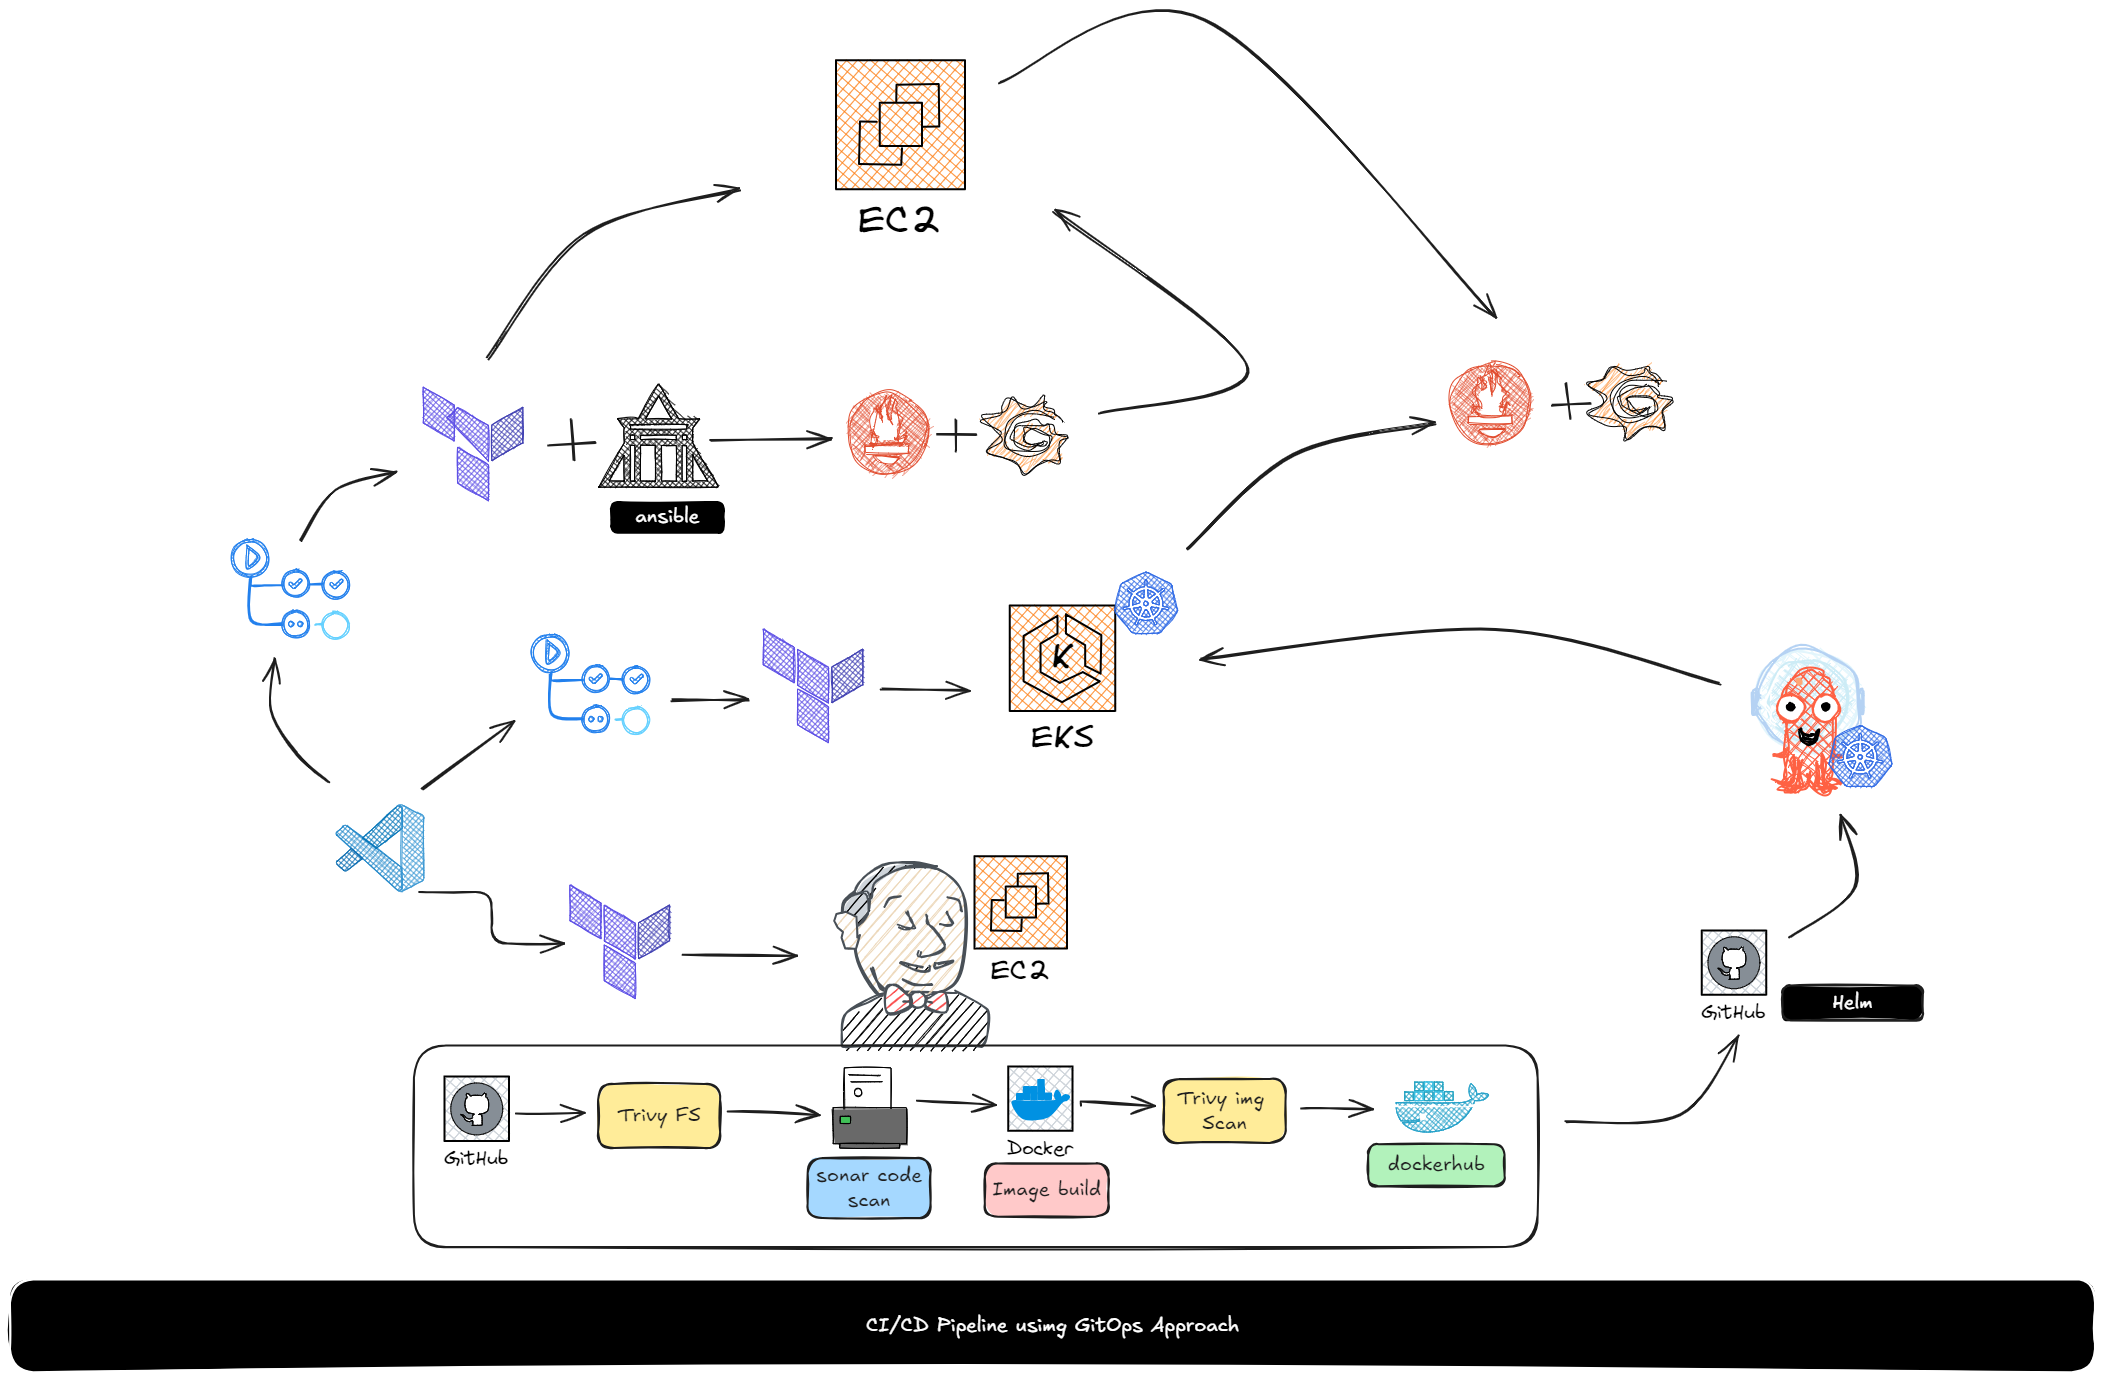 EC2
ansible
K
EKS
EC2
GitHub
Helm
GitHub
Trivy FS
sonar code
scan
Docker
Image build
Trivy img
Scan
dockerhub
CI/CD Pipeline usimg GitOps Approach